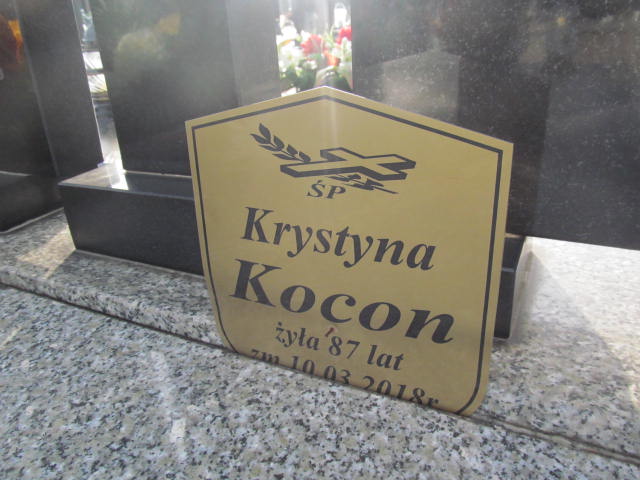 ŚP
Krystyna
Kocon
żyła 87 lat
zm 10.03.2018r